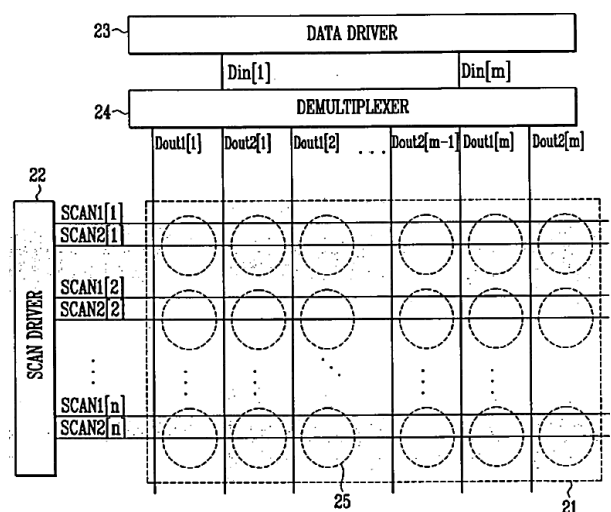 23
DATA DRIVER
Din[1]
Din[m]
24
DEMULTIPLEXER
Dout1[1]
Dout2[1]
Dout1[2]
. . .
Dout2[m-1]
Dout1[m]
Dout2[m]
22
SCAN DRIVER
SCAN1[1]
SCAN2[1]
SCAN1[2]
SCAN2[2]
SCAN1[n]
SCAN2[n]
25
21